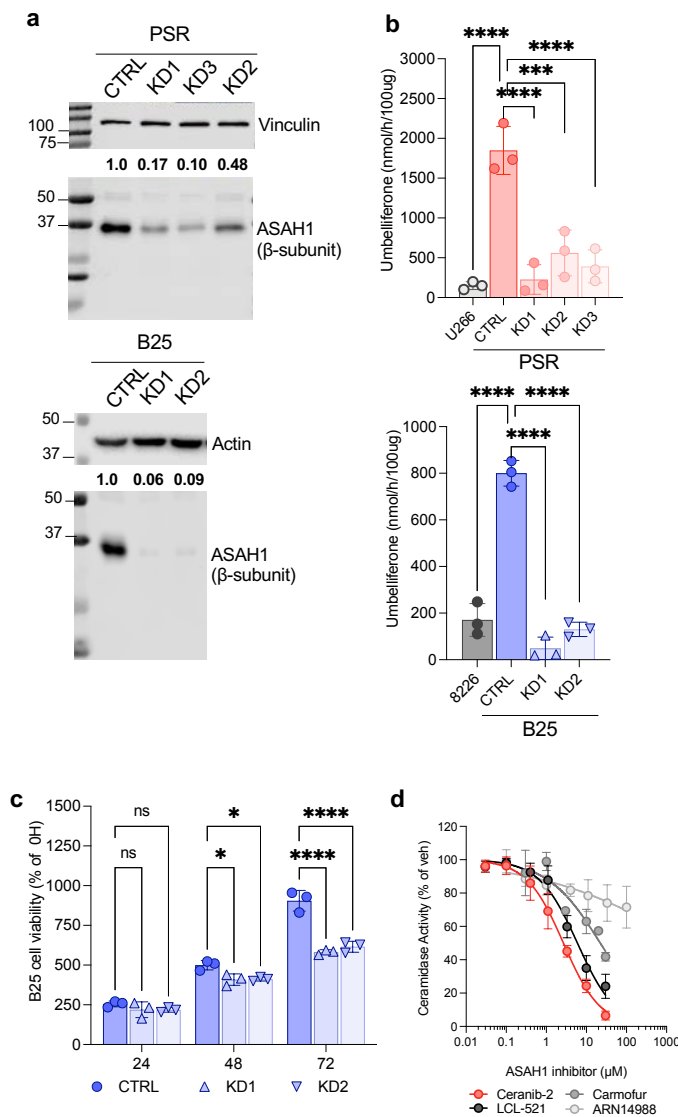 a
PSR
CTRL
KD1
KD3
KD2
100
75
Vinculin
1.0 0.17 0.10 0.48
50
37
ASAH1
(β-subunit)
B25
CTRL
KD1
KD2
50
37
Actin
1.0 0.06 0.09
50
37
ASAH1
(β-subunit)
b
****
****
***
****
Umbelliferone (nmol/h/100ug)
3000
2500
2000
1500
1000
500
0
U266
CTRL
KD1
KD2
KD3
PSR
****
****
****
Umbelliferone (nmol/h/100ug)
1000
800
600
400
200
0
8226
CTRL
KD1
KD2
B25
c
B25 cell viability (% of 0H)
1500
1250
1000
750
500
250
0
ns
ns
*
*
****
****
24 48 72
CTRL KD1 KD2
d
Ceramidase Activity (% of veh)
120
100
80
60
40
20
0
0.01 0.1 1 10 100 1000
ASAH1 inhibitor (μM)
Ceranib-2 Carmofur
LCL-521 ARN14988